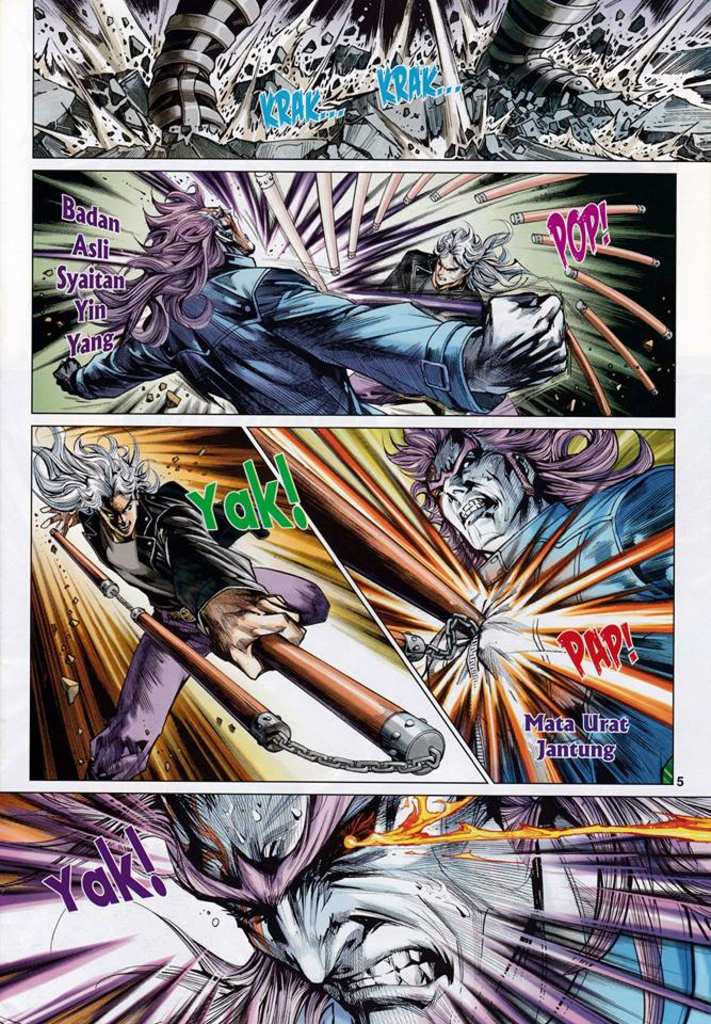 KRAK...
KRAK...
Badan
Asli
Syaitan
Yin
Yang
POP!
Yak!
PAP!
Mata Urat
Jantung
5
Yak!